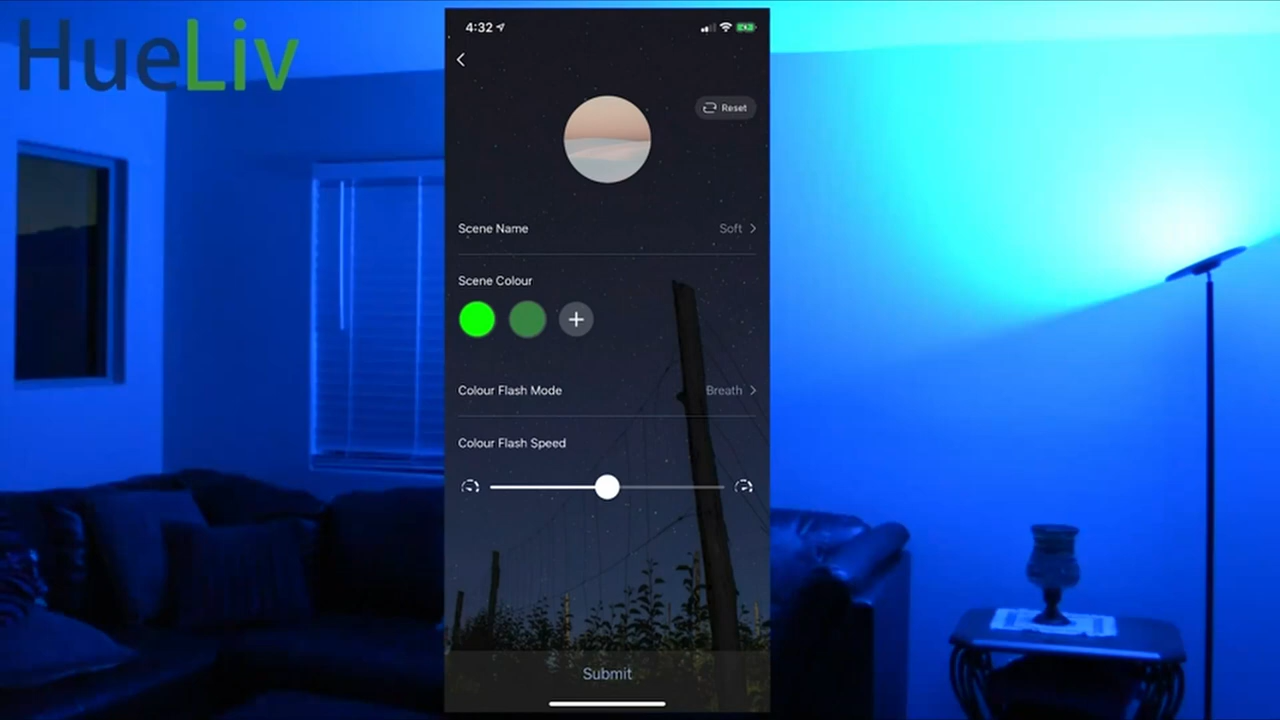 HueLiv
4:32
Reset
Scene Name
Soft
Scene Colour
Colour Flash Mode
Breath
Colour Flash Speed
Submit